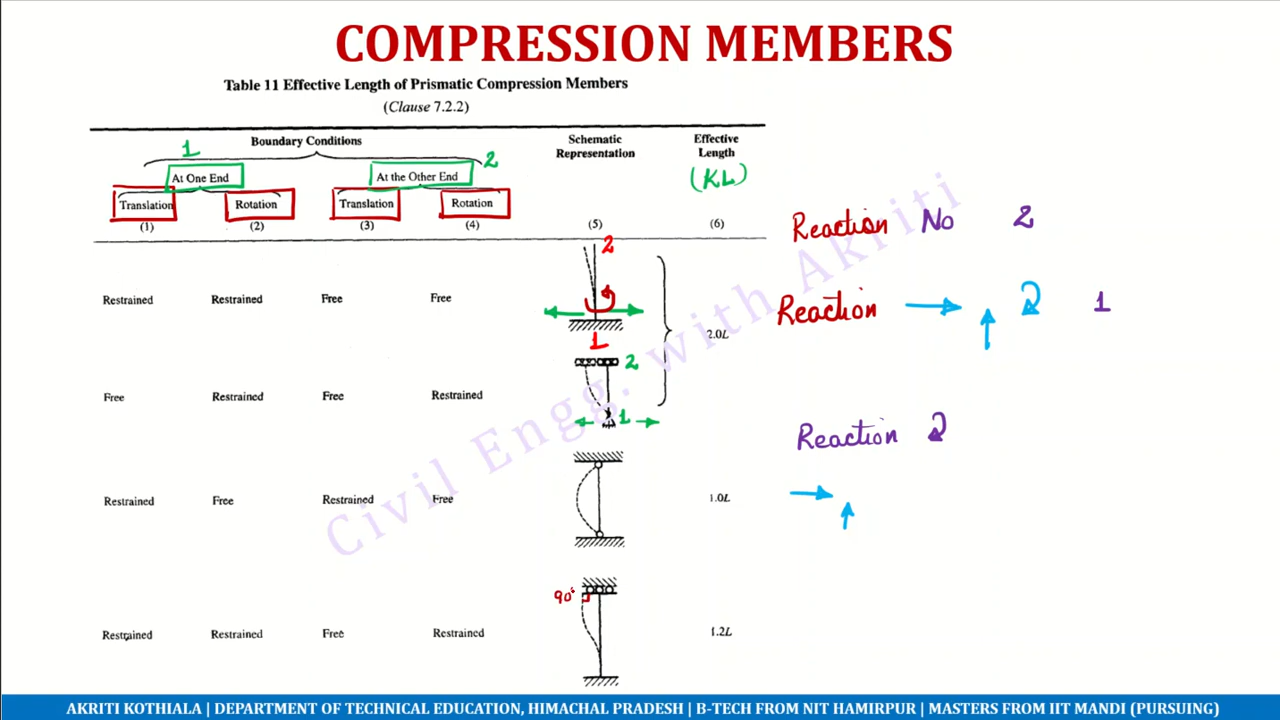 COMPRESSION MEMBERS
Table 11 Effective Length of Prismatic Compression Members
(Clause 7.2.2)
Boundary Conditions
Schematic Representation
Effective Length
1
2
At One End
At the Other End
(KL)
Translation
Rotation
Translation
Rotation
(1)
(2)
(3)
(4)
(5)
(6)
Reaction No 2
2
Restrained Restrained Free Free
Reaction 1
1
2.0L
2
Free Restrained Free Restrained
1
Reaction
Restrained Free Restrained Free 1.0L
90°
Restrained Restrained Free Restrained 1.2L
Civil Engg. with Akriti
AKRITI KOTHIALA | DEPARTMENT OF TECHNICAL EDUCATION, HIMACHAL PRADESH | B-TECH FROM NIT HAMIRPUR | MASTERS FROM IIT MANDI (PURSUING)